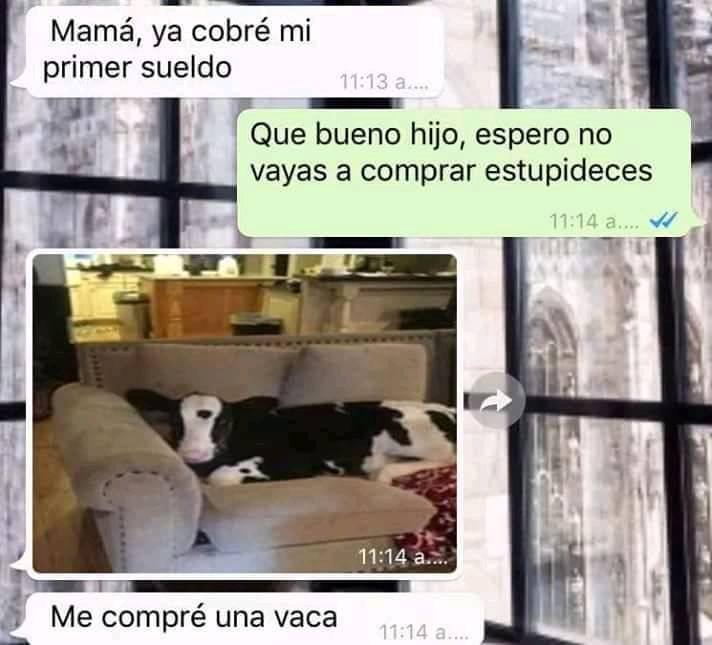 Mamá, ya cobré mi
primer sueldo
11:13 a....
Que bueno hijo, espero no
vayas a comprar estupideces
11:14 a....
11:14 a....
Me compré una vaca
11:14 a....